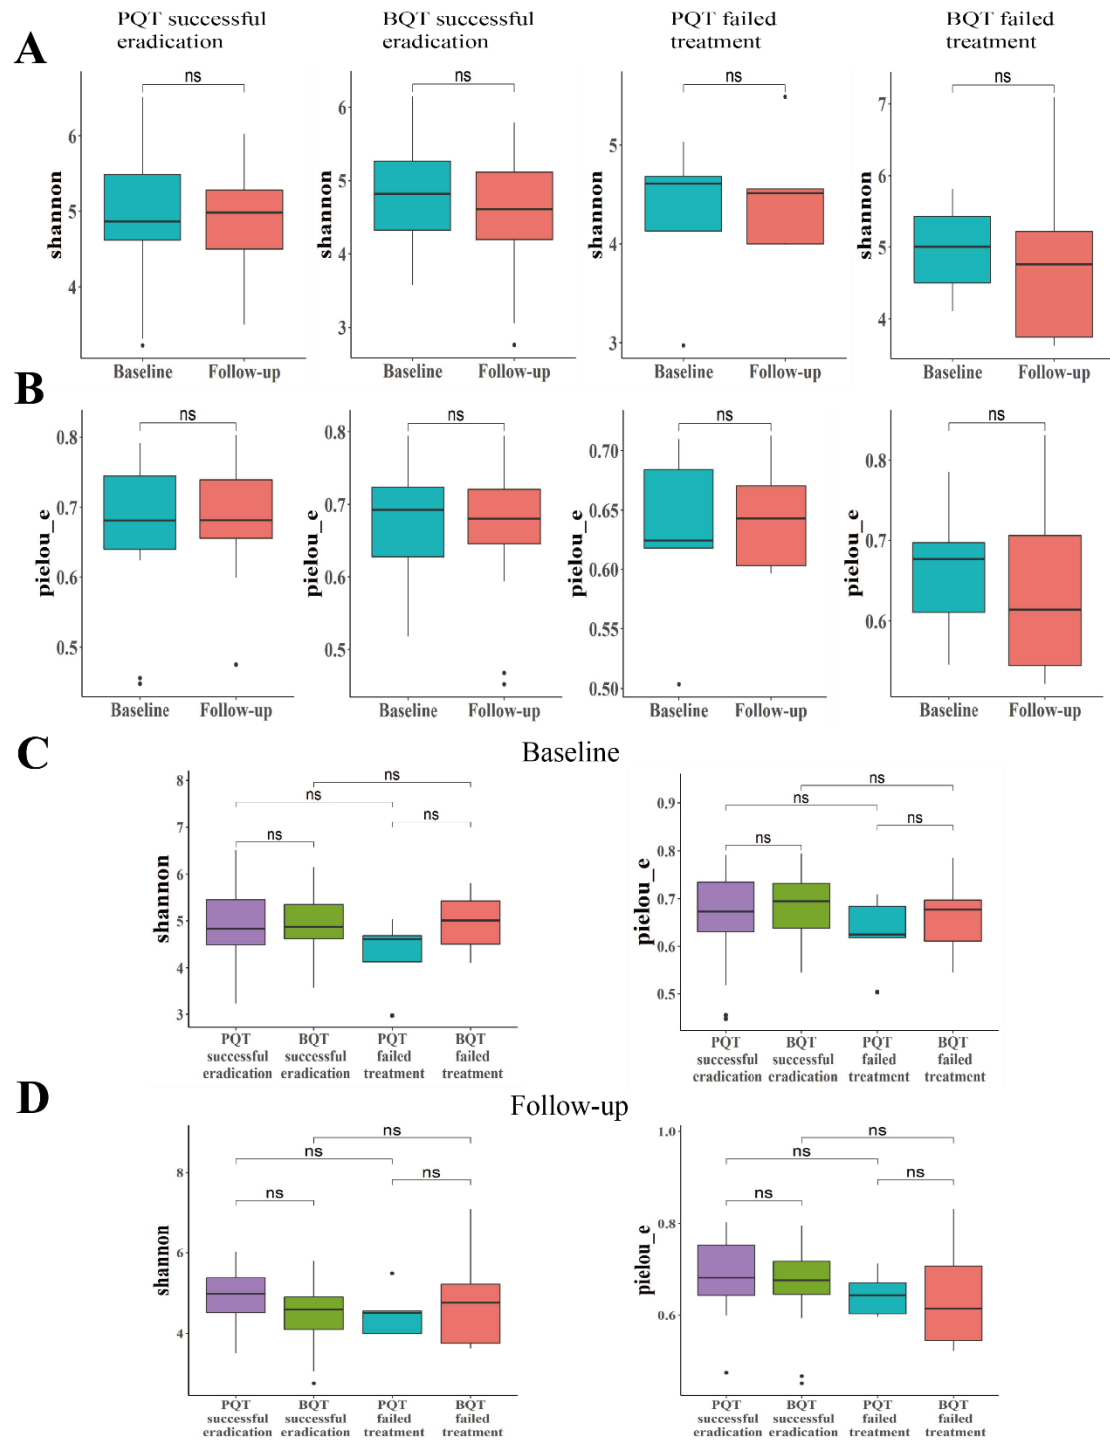 A
PQT successful
eradication
BQT successful
eradication
PQT failed
treatment
BQT failed
treatment
ns
shannon
6
5
4
Baseline Follow-up
ns
shannon
6
5
4
3
Baseline Follow-up
ns
shannon
5
4
3
Baseline Follow-up
ns
shannon
7
6
5
4
Baseline Follow-up
B
ns
pielou_e
0.8
0.7
0.6
0.5
Baseline Follow-up
ns
pielou_e
0.8
0.7
0.6
0.5
Baseline Follow-up
ns
pielou_e
0.70
0.65
0.60
0.55
0.50
Baseline Follow-up
ns
pielou_e
0.8
0.7
0.6
Baseline Follow-up
C
Baseline
ns
ns
ns
ns
shannon
8
7
6
5
4
3
PQT
successful
eradication
BQT
successful
eradication
PQT
failed
treatment
BQT
failed
treatment
ns
ns
ns
ns
pielou_e
0.9
0.8
0.7
0.6
0.5
PQT
successful
eradication
BQT
successful
eradication
PQT
failed
treatment
BQT
failed
treatment
D
Follow-up
ns
ns
ns
ns
shannon
8
6
4
PQT
successful
eradication
BQT
successful
eradication
PQT
failed
treatment
BQT
failed
treatment
ns
ns
ns
ns
pielou_e
1.0
0.8
0.6
PQT
successful
eradication
BQT
successful
eradication
PQT
failed
treatment
BQT
failed
treatment